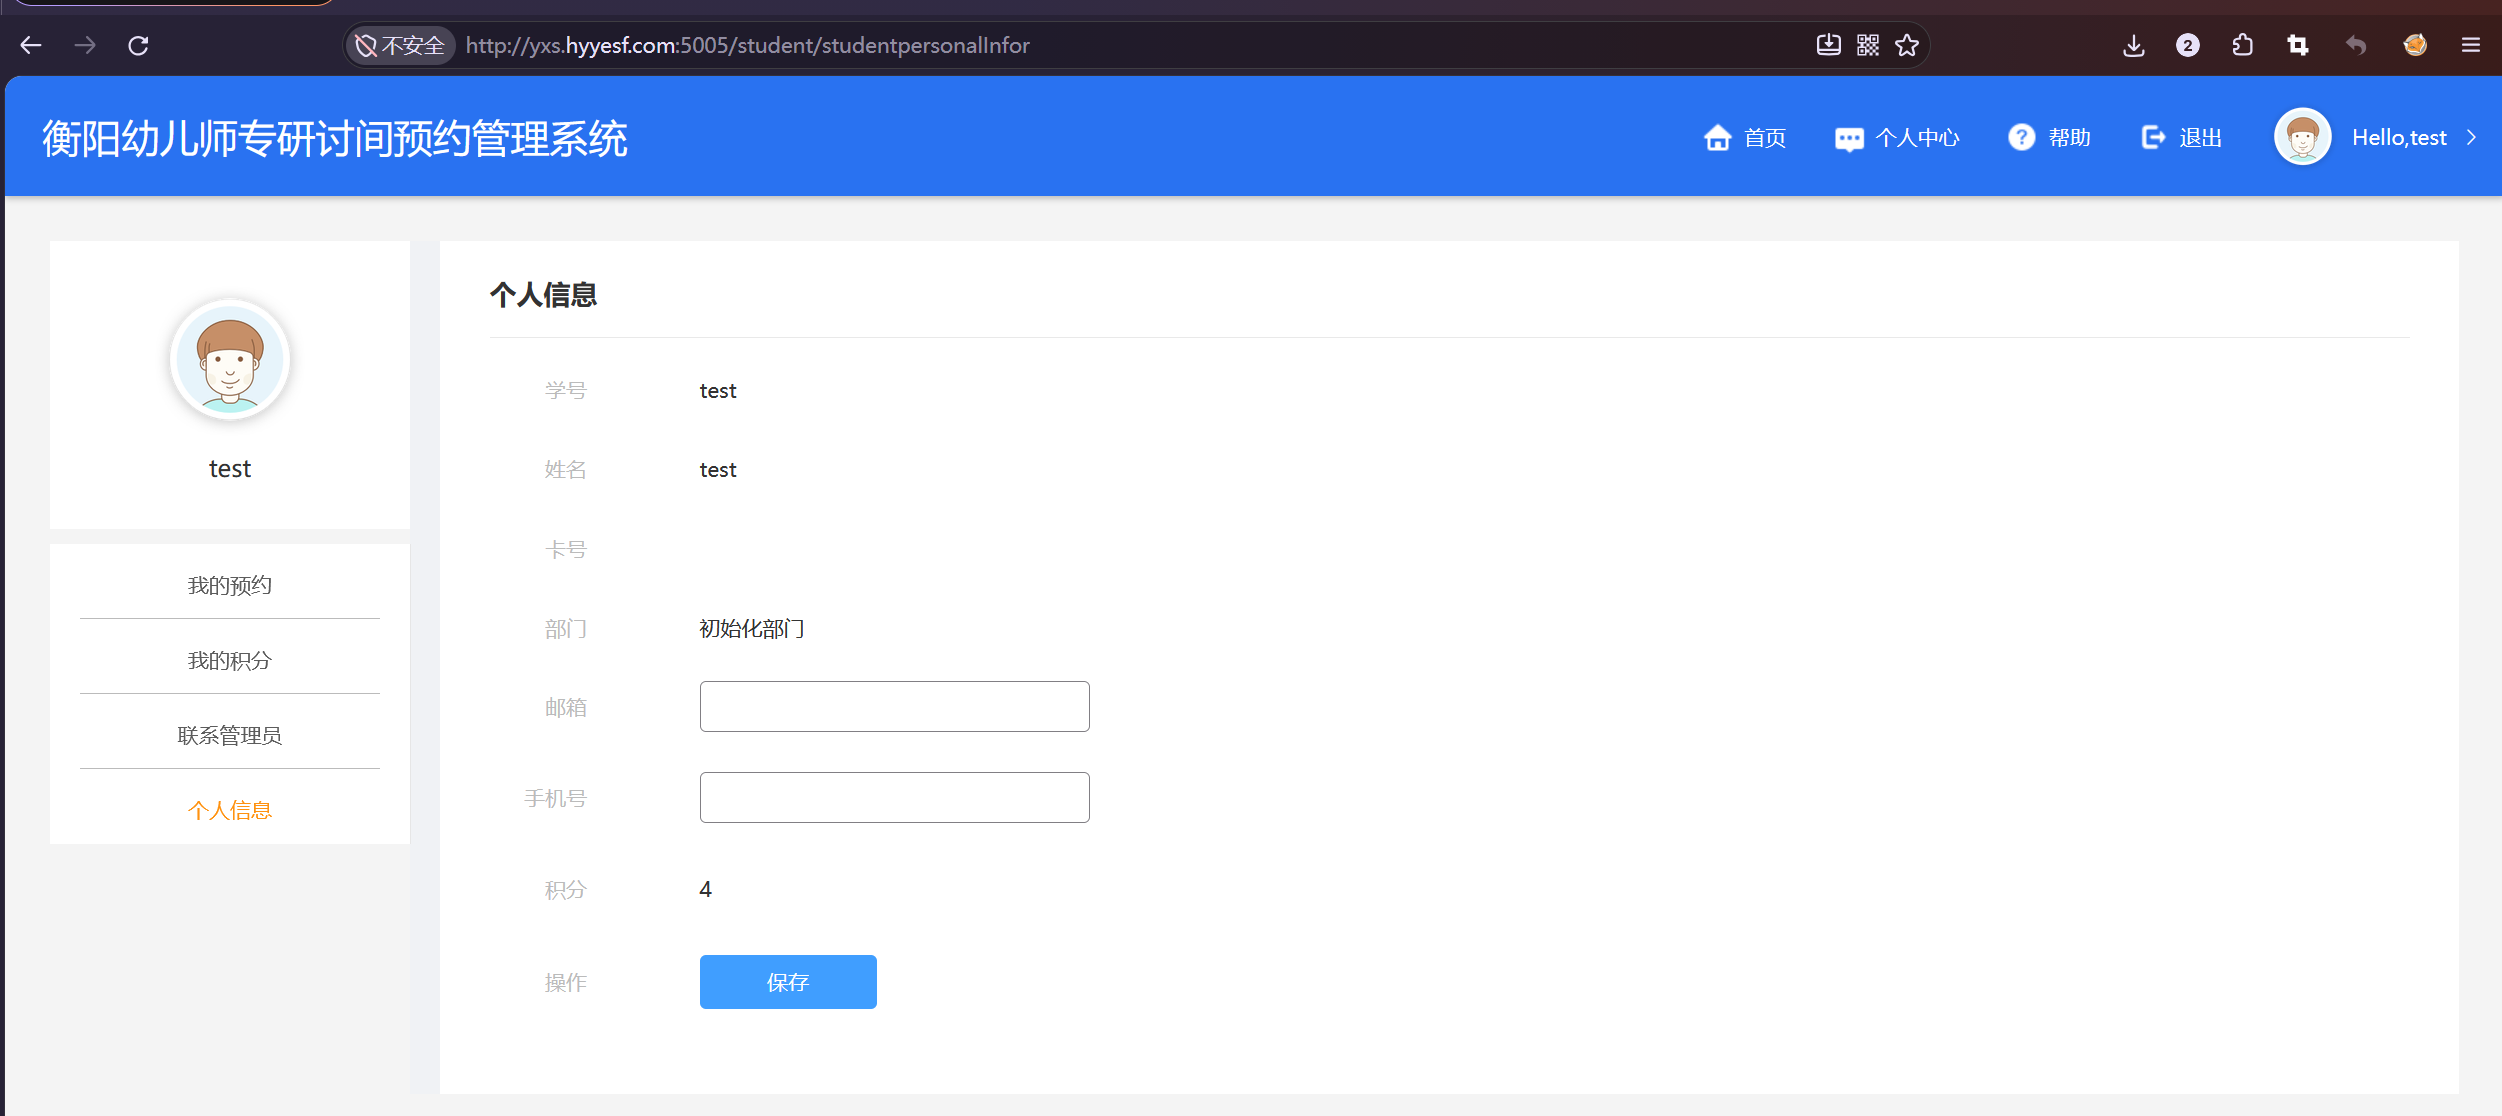 不安全 http://yxs.hyyesf.com:5005/student/studentpersonalInfor
2
衡阳幼儿师专研讨间预约管理系统
首页 个人中心 帮助 退出 Hello,test
test
我的预约
我的积分
联系管理员
个人信息
个人信息
学号 test
姓名 test
卡号
部门 初始化部门
邮箱
手机号
积分 4
操作 保存